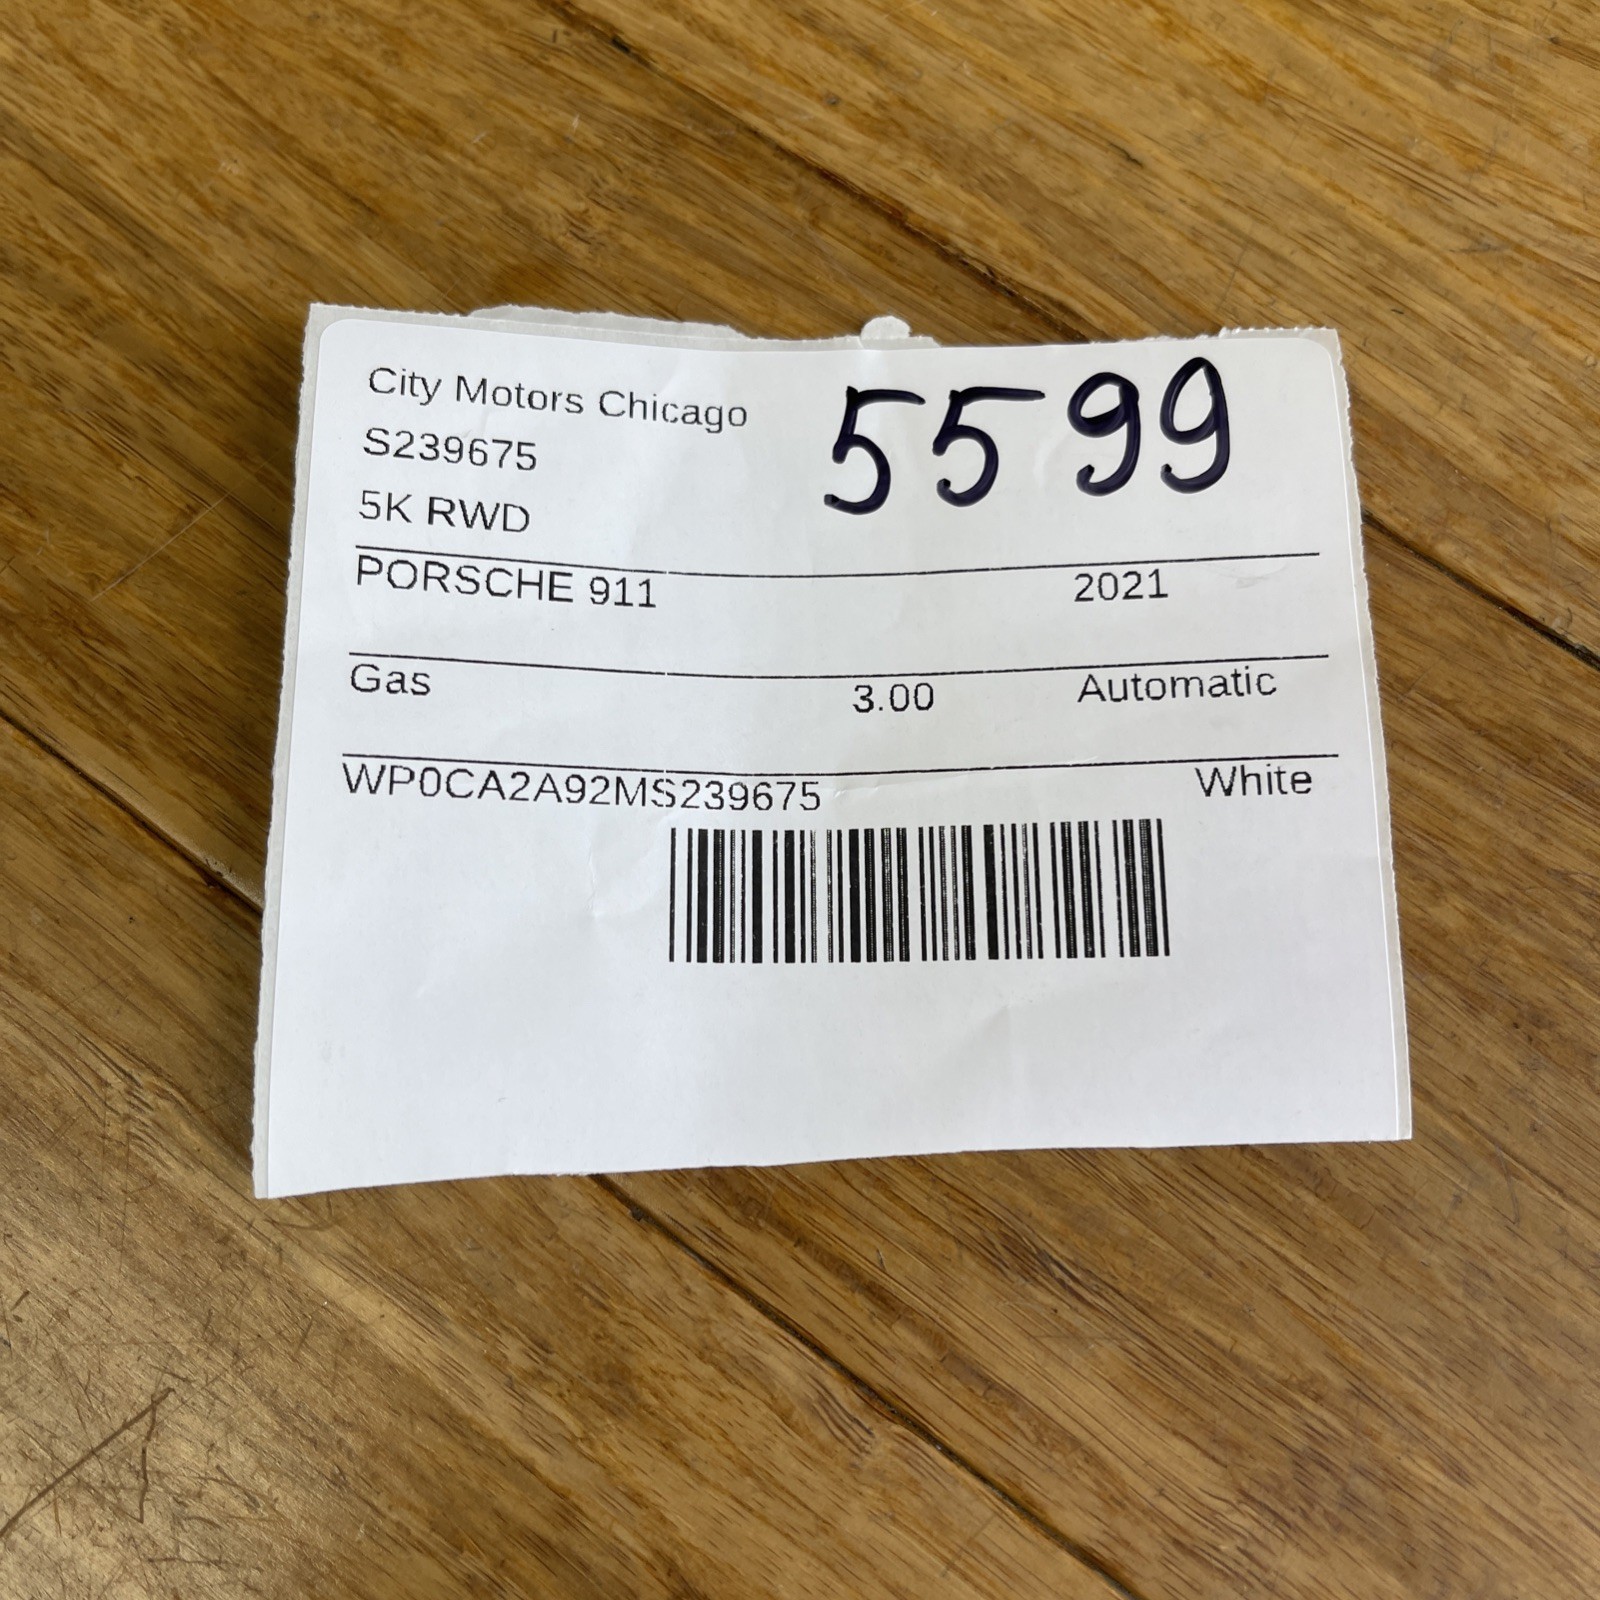 City Motors Chicago
5599
S239675
5K RWD
PORSCHE 911 2021
Gas 3.00 Automatic
WP0CA2A92MS239675 White